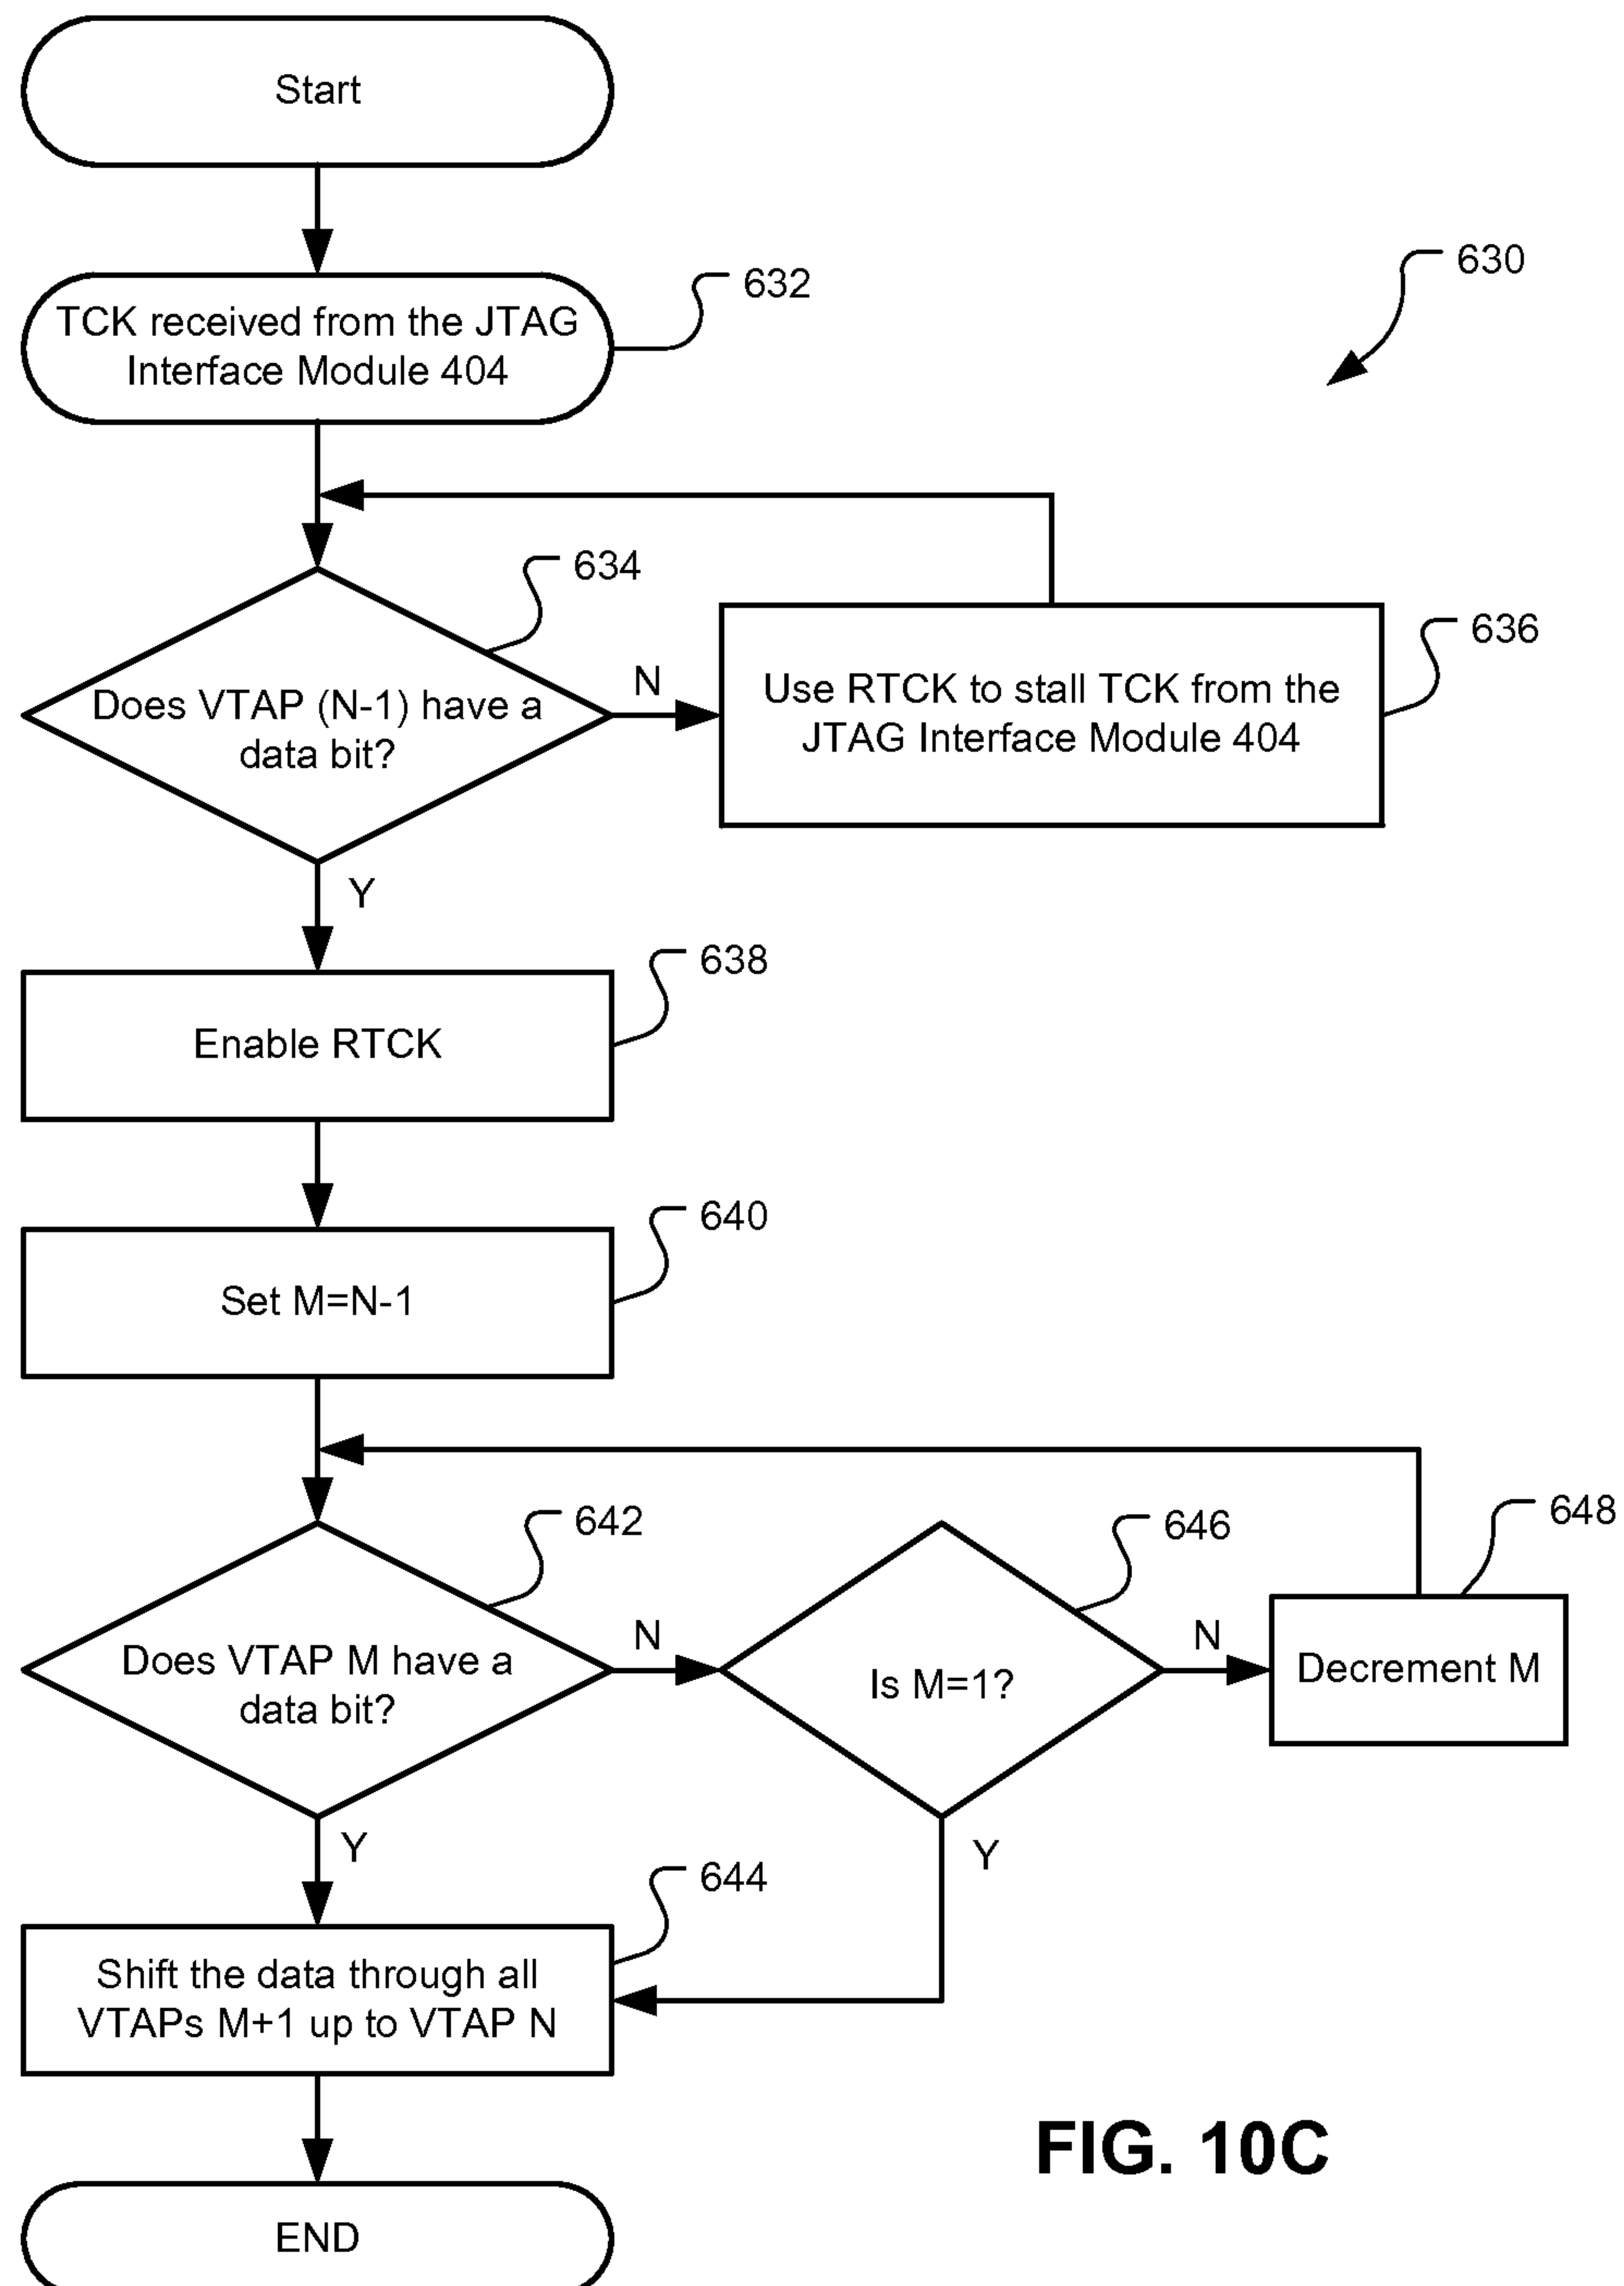 Start
630
632
TCK received from the JTAG
Interface Module 404
634
636
Does VTAP (N-1) have a
data bit?
N
Use RTCK to stall TCK from the
JTAG Interface Module 404
Y
638
Enable RTCK
640
Set M=N-1
642
646
648
Does VTAP M have a
data bit?
N
Is M=1?
N
Decrement M
Y
Y
644
Shift the data through all
VTAPs M+1 up to VTAP N
FIG. 10C
END